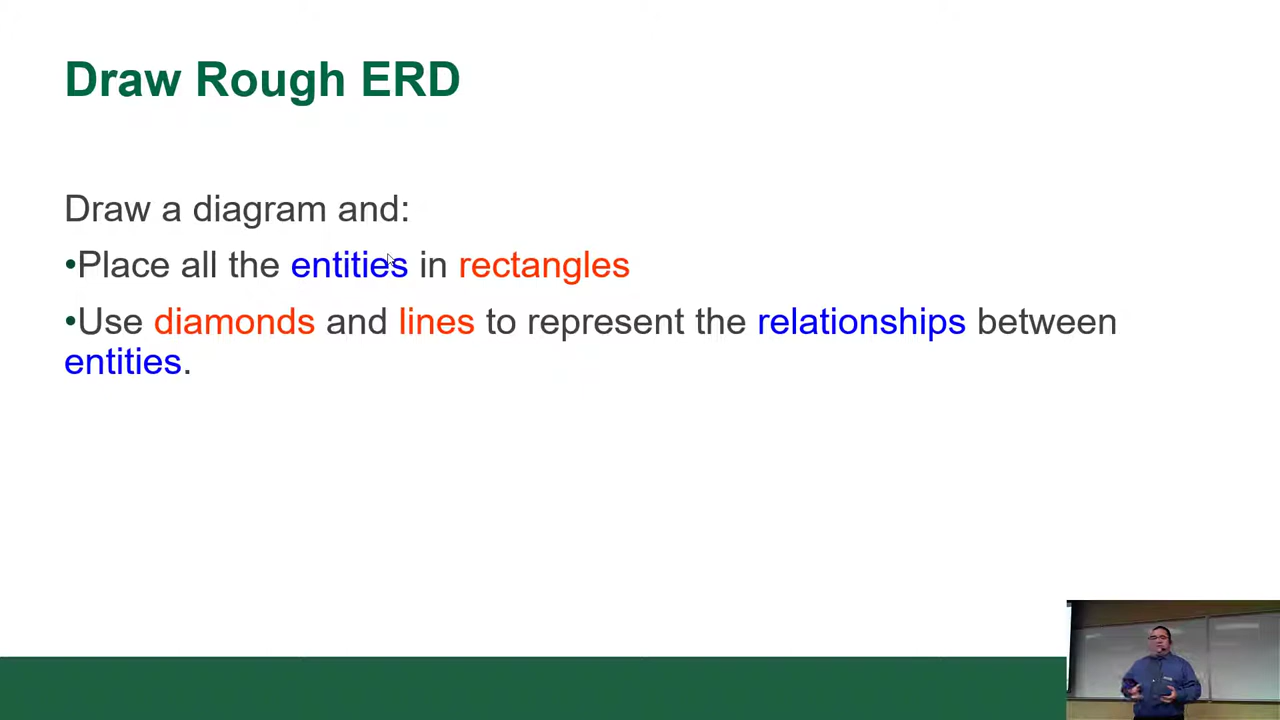 Draw Rough ERD
Draw a diagram and:
•Place all the entities in rectangles
•Use diamonds and lines to represent the relationships between
entities.